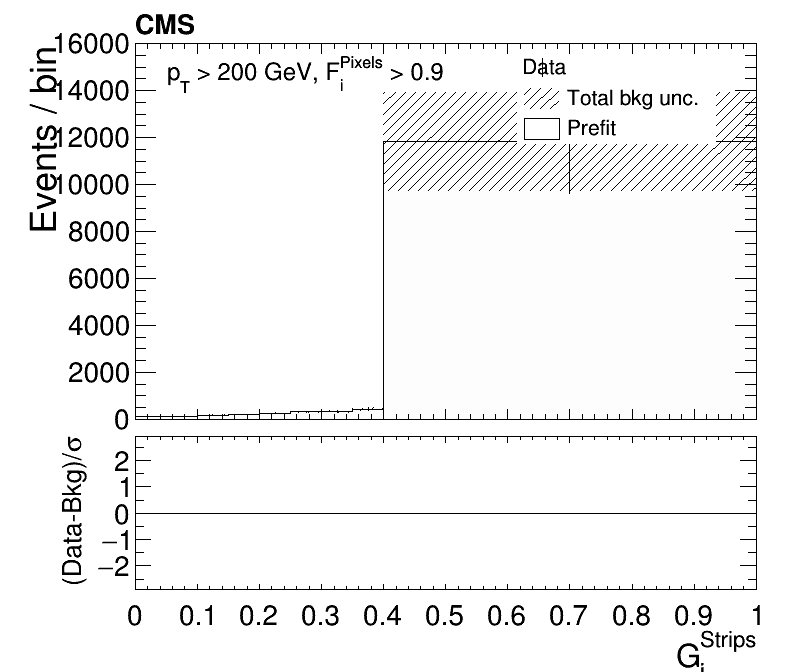 CMS
p_T > 200 GeV, F_i^Pixels > 0.9
Data
Total bkg unc.
Prefit
Events / bin
16000
14000
12000
10000
8000
6000
4000
2000
0
(Data-Bkg)/σ
2
1
0
−1
−2
0 0.1 0.2 0.3 0.4 0.5 0.6 0.7 0.8 0.9 1
G_i^Strips